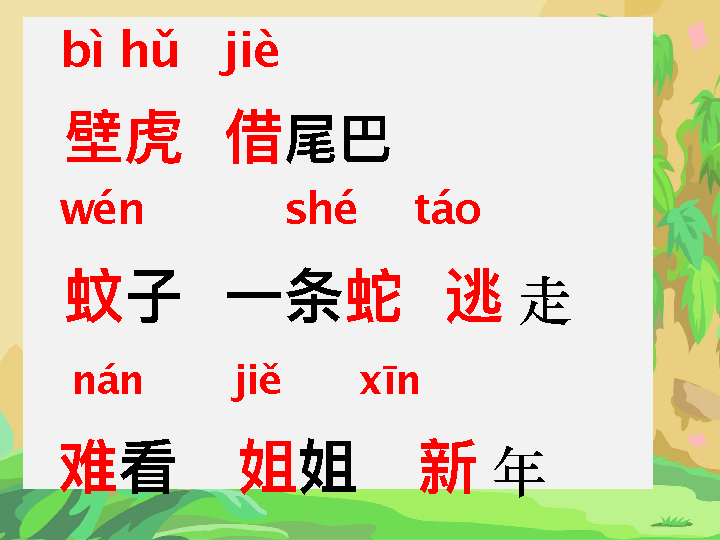 bì hǔ jiè
壁虎 借尾巴
wén shé táo
蚊子 一条蛇 逃走
nán jiě xīn
难看 姐姐 新年